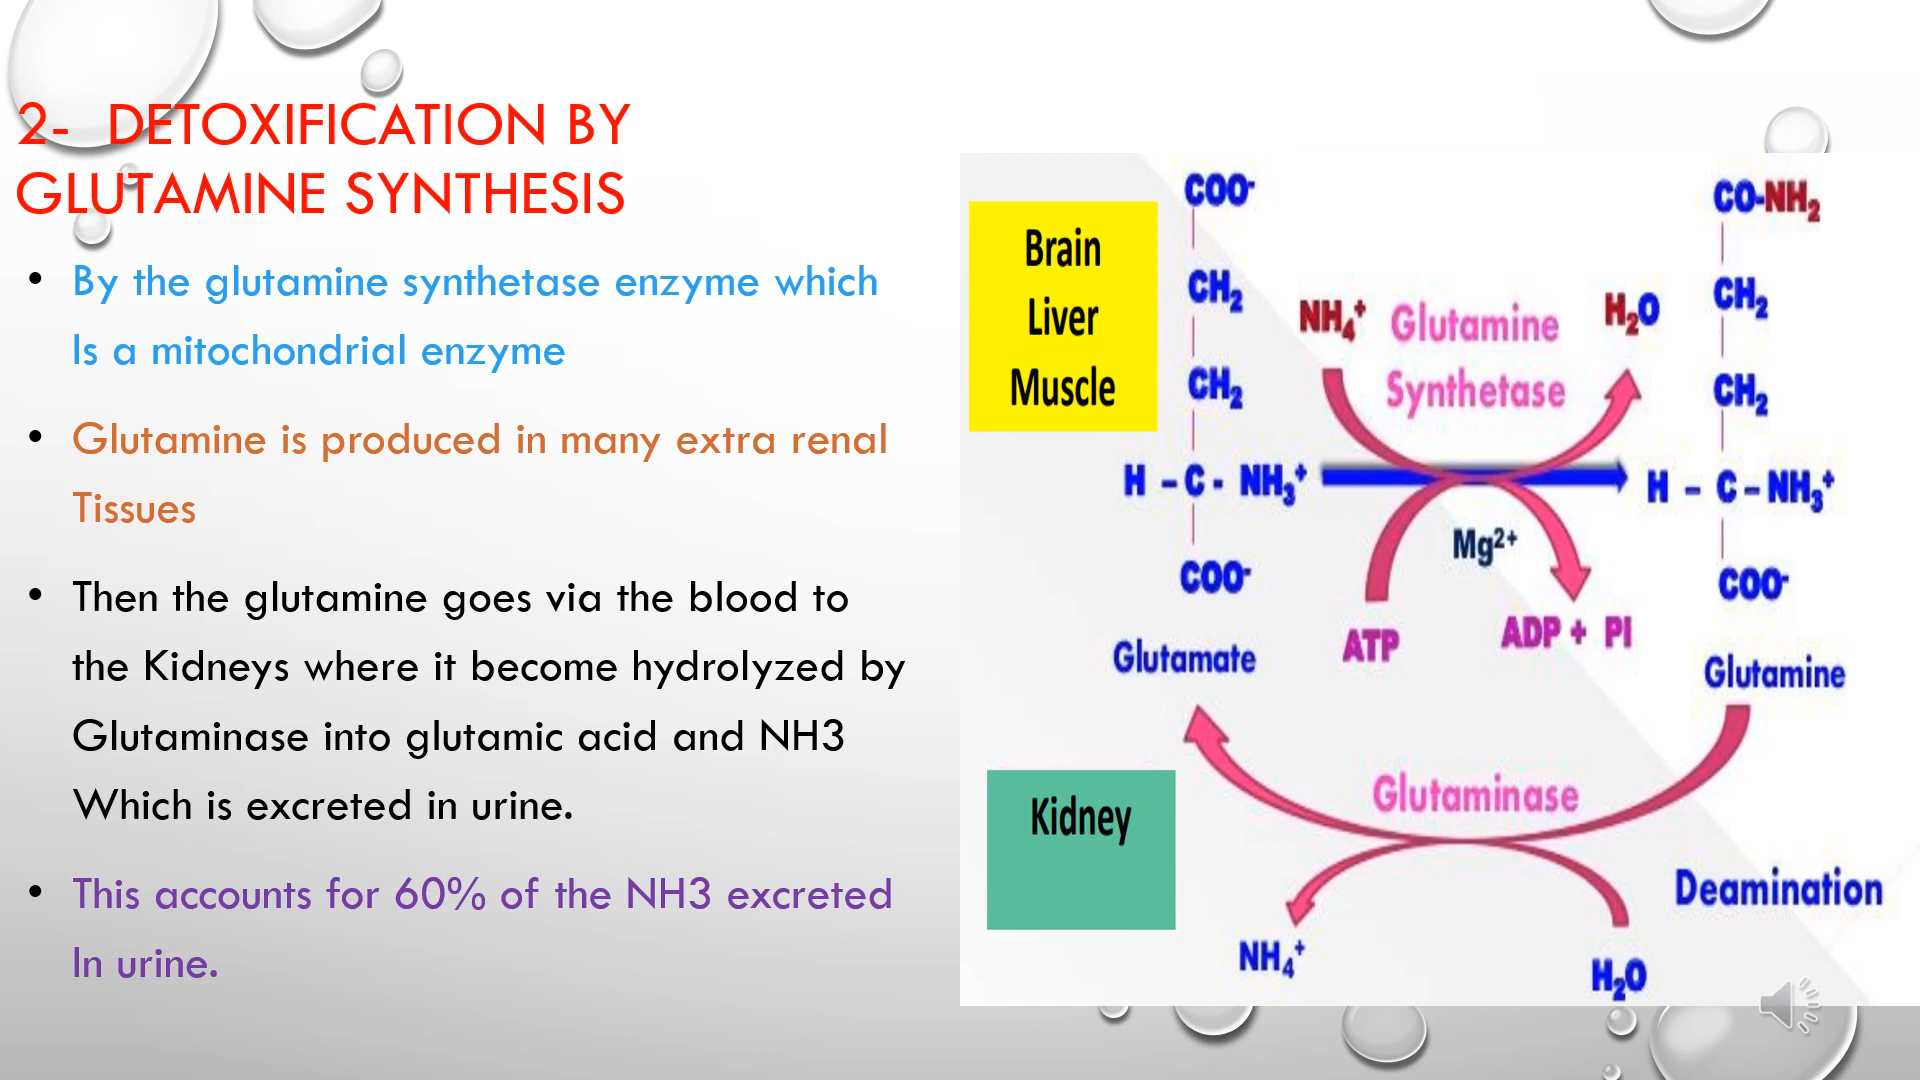 2- DETOXIFICATION BY
GLUTAMINE SYNTHESIS
• By the glutamine synthetase enzyme which
Is a mitochondrial enzyme
• Glutamine is produced in many extra renal
Tissues
• Then the glutamine goes via the blood to
the Kidneys where it become hydrolyzed by
Glutaminase into glutamic acid and NH3
Which is excreted in urine.
• This accounts for 60% of the NH3 excreted
In urine.
Brain
Liver
Muscle
COO⁻
CH₂
CH₂
H – C - NH₃⁺
COO⁻
Glutamate
NH₄⁺
Glutamine
Synthetase
H₂O
Mg²⁺
ATP
ADP + PI
CO-NH₂
CH₂
CH₂
H – C – NH₃⁺
COO⁻
Glutamine
Kidney
Glutaminase
Deamination
NH₄⁺
H₂O